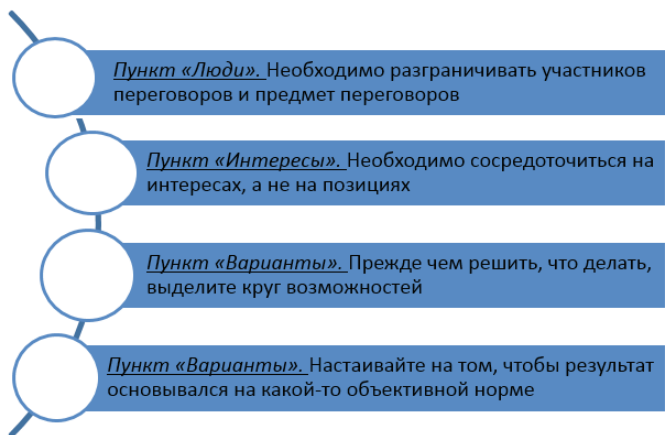 Пункт «Люди». Необходимо разграничивать участников
переговоров и предмет переговоров
Пункт «Интересы». Необходимо сосредоточиться на
интересах, а не на позициях
Пункт «Варианты». Прежде чем решить, что делать,
выделите круг возможностей
Пункт «Варианты». Настаивайте на том, чтобы результат
основывался на какой-то объективной норме